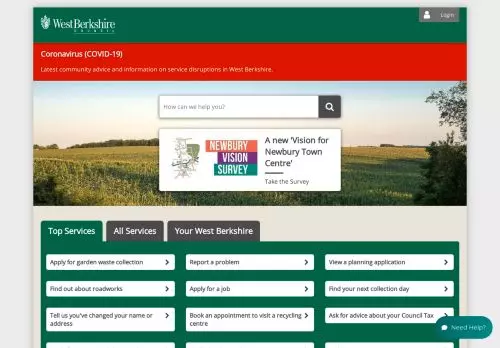 West Berkshire
COUNCIL
Login
Coronavirus (COVID-19)
Latest community advice and information on service disruptions in West Berkshire.
How can we help you?
NEWBURY
VISION
SURVEY
A new 'Vision for
Newbury Town
Centre'
Take the Survey
Top Services
All Services
Your West Berkshire
Apply for garden waste collection
Report a problem
View a planning application
Find out about roadworks
Apply for a job
Find your next collection day
Tell us you've changed your name or
address
Book an appointment to visit a recycling
centre
Ask for advice about your Council Tax
Need Help?